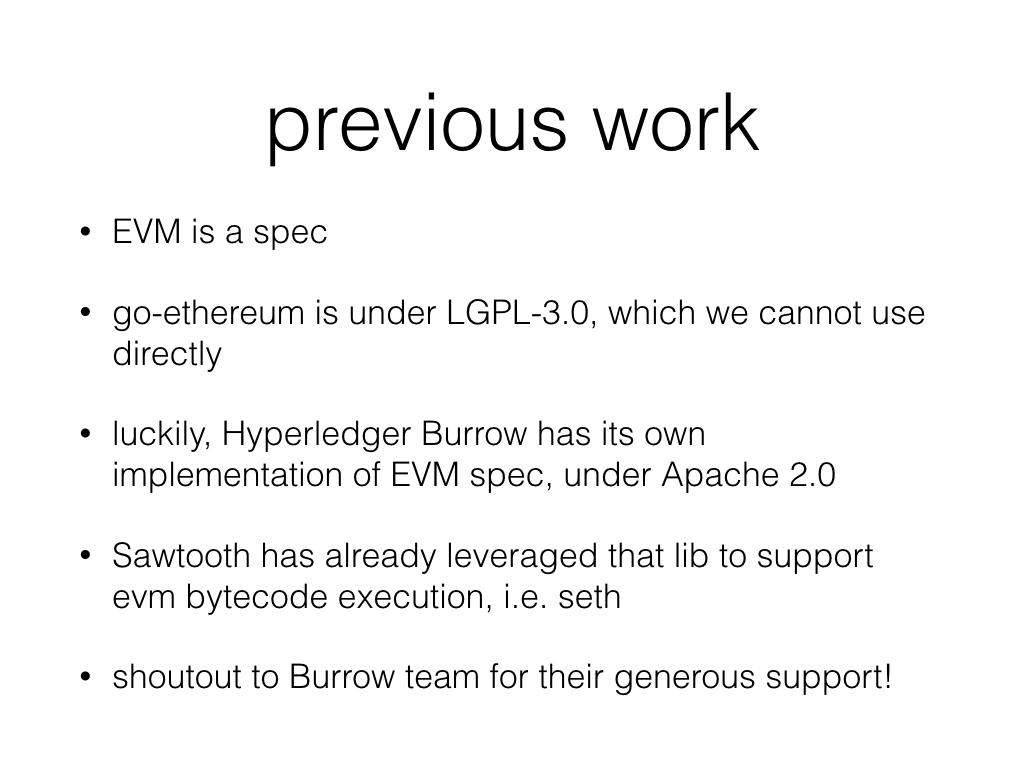 previous work
• EVM is a spec
• go-ethereum is under LGPL-3.0, which we cannot use
directly
• luckily, Hyperledger Burrow has its own
implementation of EVM spec, under Apache 2.0
• Sawtooth has already leveraged that lib to support
evm bytecode execution, i.e. seth
• shoutout to Burrow team for their generous support!